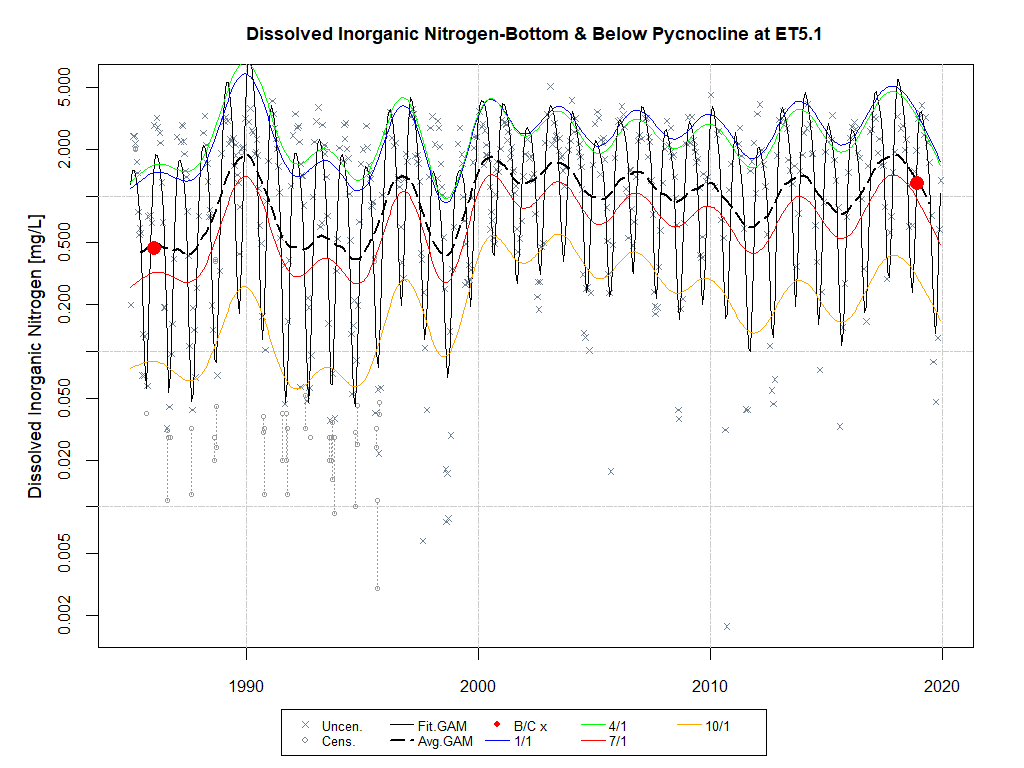 Dissolved Inorganic Nitrogen-Bottom & Below Pycnocline at ET5.1
Dissolved Inorganic Nitrogen [mg/L]
5.000
2.000
0.500
0.200
0.050
0.020
0.005
0.002
1990 2000 2010 2020
Uncen. Fit.GAM B/C x 4/1 10/1
Cens. Avg.GAM 1/1 7/1